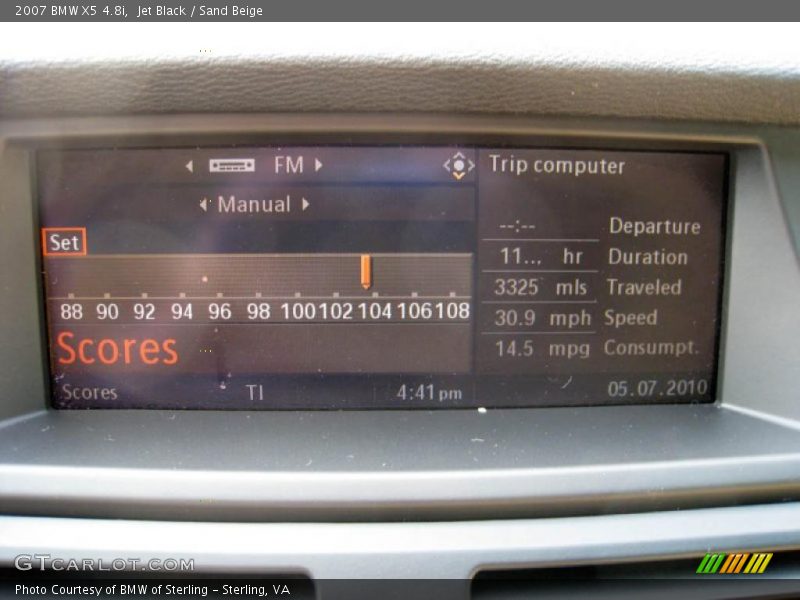 2007 BMW X5 4.8i, Jet Black / Sand Beige
FM
Manual
Set
88 90 92 94 96 98 100 102 104 106 108
Scores
Scores TI 4:41 pm
Trip computer
--:-- Departure
11... hr Duration
3325 mls Traveled
30.9 mph Speed
14.5 mpg Consumpt.
05.07.2010
GTCARLOT.COM
Photo Courtesy of BMW of Sterling - Sterling, VA